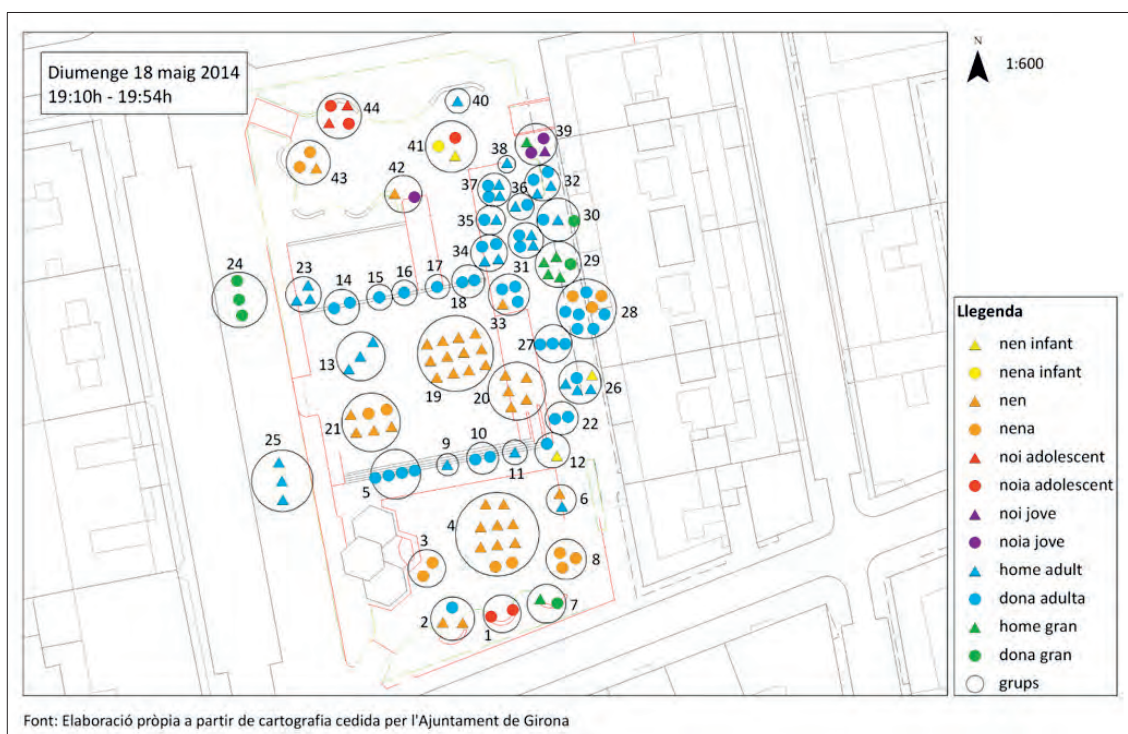 Diumenge 18 maig 2014
19:10h - 19:54h
N
1:600
44
40
39
41
38
43
42
37
36
32
35
30
34
24
23
14
15
16
17
18
31
29
33
28
13
27
19
20
26
21
22
25
9
10
11
12
5
6
4
3
8
7
2
1
Llegenda
nen infant
nena infant
nen
nena
noi adolescent
noia adolescent
noi jove
noia jove
home adult
dona adulta
home gran
dona gran
grups
Font: Elaboració pròpia a partir de cartografia cedida per l'Ajuntament de Girona